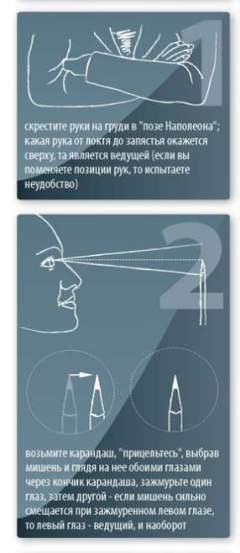 1
скрестите руки на груди в "позе Наполеона";
какая рука от локтя до запястья окажется
сверху, та является ведущей (если вы
поменяете позиции рук, то испытаете
неудобство)
2
возьмите карандаш, "прицельтесь", выбрав
мишень и глядя на нее обоими глазами
через кончик карандаша, зажмурьте один
глаз, затем другой - если мишень сильно
смещается при зажмуренном левом глазе,
то левый глаз - ведущий, и наоборот